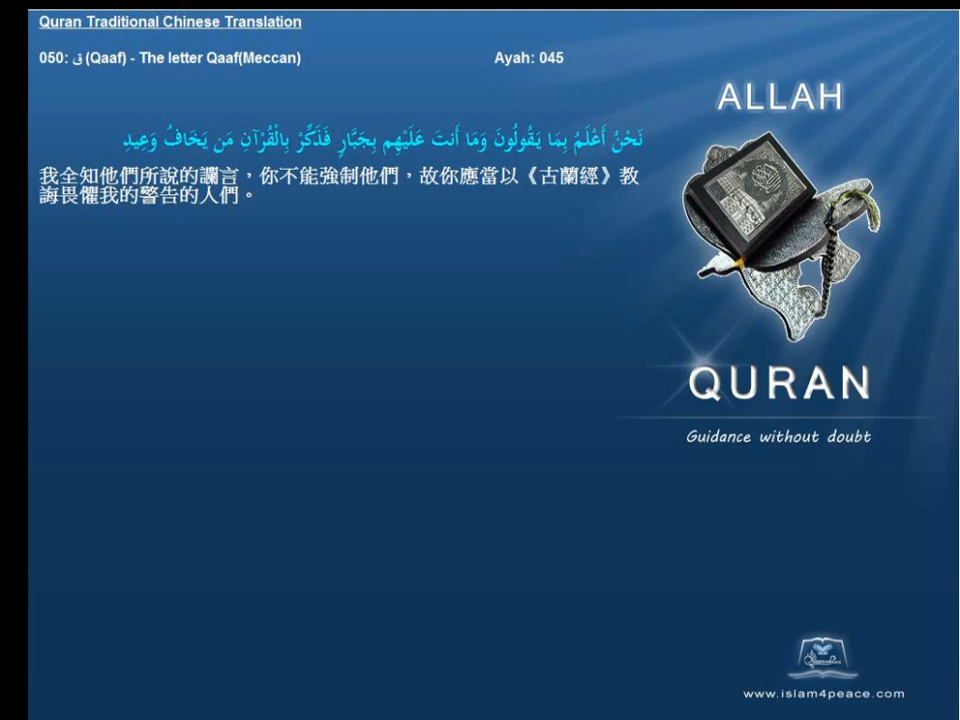 Quran Traditional Chinese Translation
050: ق (Qaaf) - The letter Qaaf(Meccan) Ayah: 045
نَحْنُ أَعْلَمُ بِمَا يَقُولُونَ وَمَا أَنتَ عَلَيْهِم بِجَبَّارٍ فَذَكِّرْ بِالْقُرْآنِ مَن يَخَافُ وَعِيدِ
我全知他們所說的讕言，你不能強制他們，故你應當以《古蘭經》教
誨畏懼我的警告的人們。
ALLAH
QURAN
Guidance without doubt
www.islam4peace.com